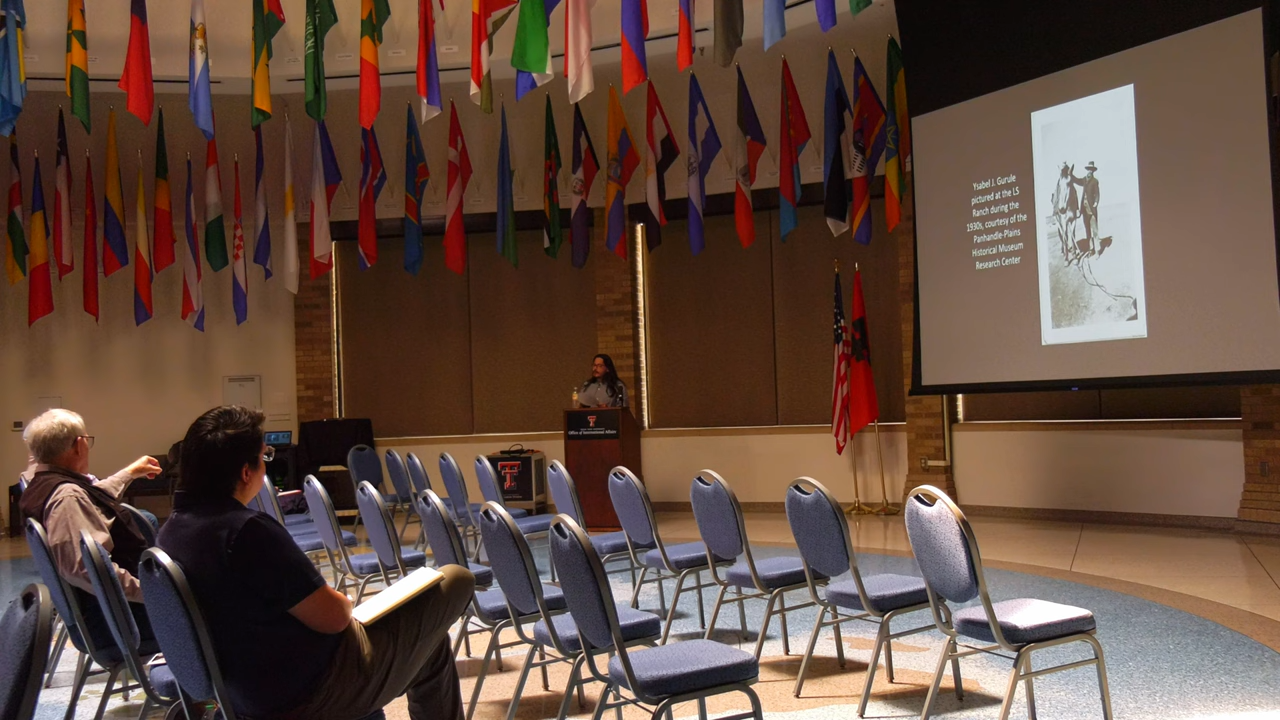 Ysabel J. Gurule
pictured at the LS
Ranch during the
1930s, courtesy of the
Panhandle-Plains
Historical Museum
Research Center
Office of International Affairs